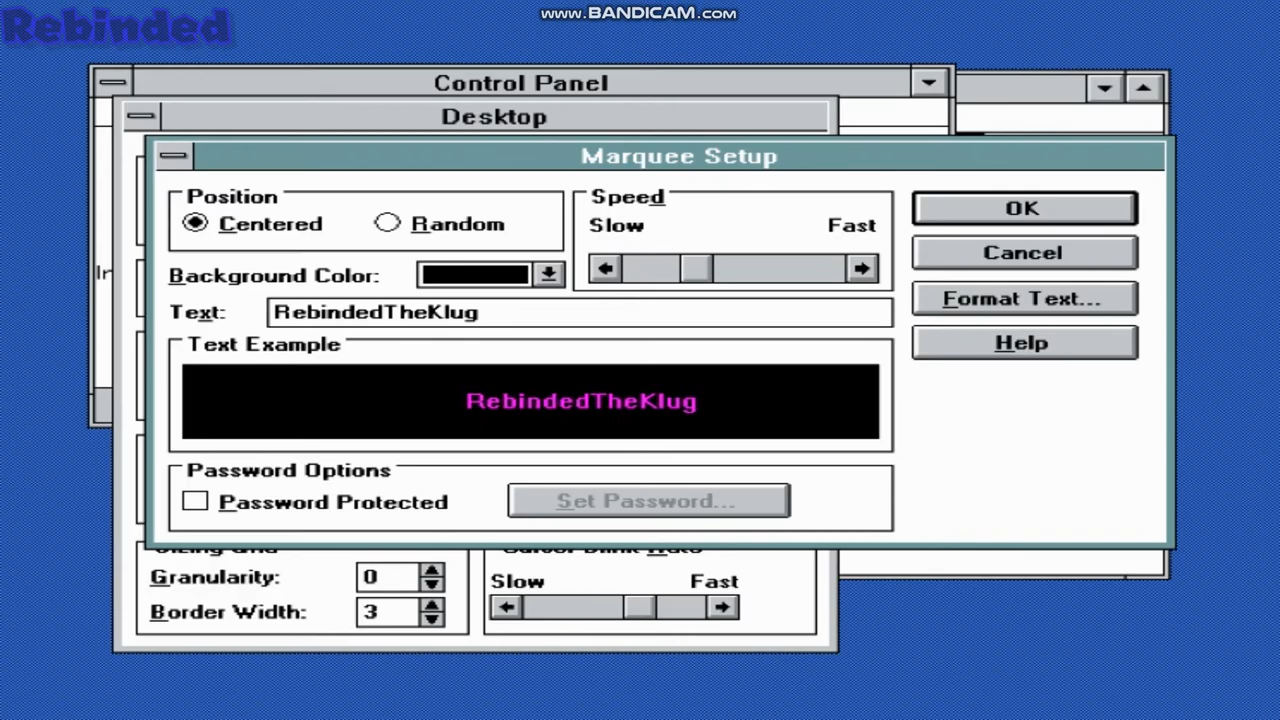 Rebinded
www.BANDICAM.com
Control Panel
Desktop
Marquee Setup
Position
Centered
Random
Speed
Slow
Fast
OK
Cancel
Format Text...
Help
Background Color:
Text:
RebindedTheKlug
Text Example
RebindedTheKlug
Password Options
Password Protected
Set Password...
In
Granularity:
0
Border Width:
3
Slow
Fast